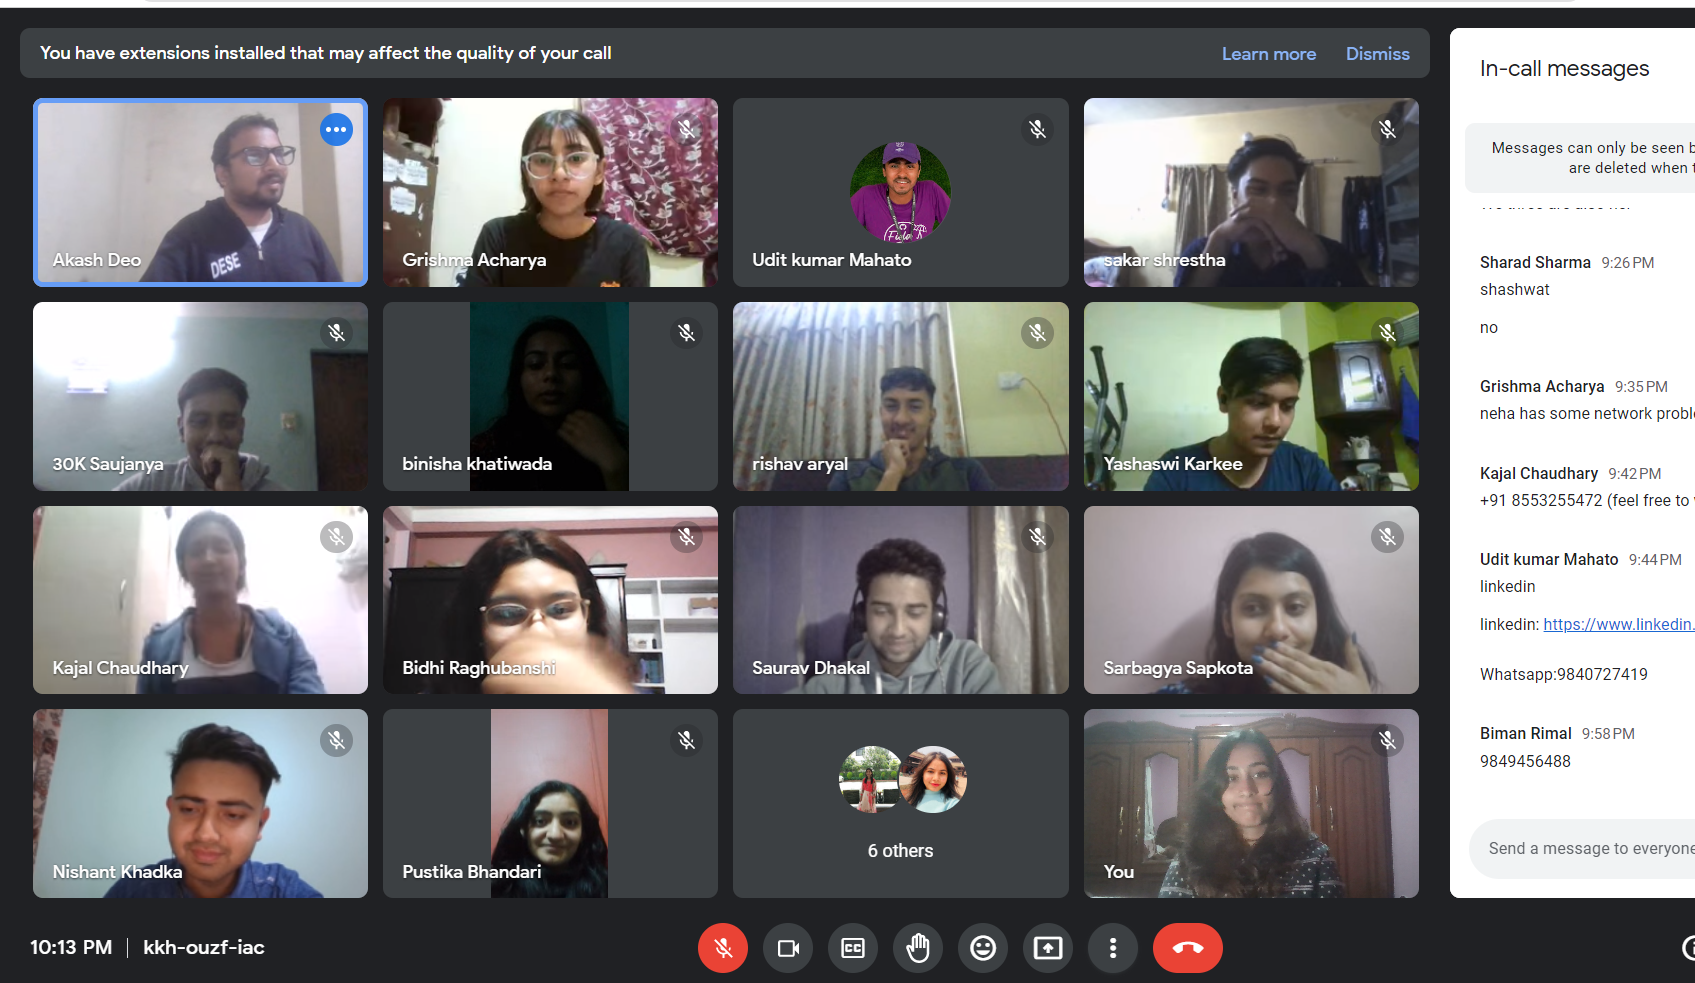 You have extensions installed that may affect the quality of your call
Learn more
Dismiss
Akash Deo
DESE
Grishma Acharya
Udit kumar Mahato
sakar shrestha
30K Saujanya
binisha khatiwada
rishav aryal
Yashaswi Karkee
Kajal Chaudhary
Bidhi Raghubanshi
Saurav Dhakal
Sarbagya Sapkota
Nishant Khadka
Pustika Bhandari
6 others
You
10:13 PM | kkh-ouzf-iac
In-call messages
Messages can only be seen b
are deleted when t
Sharad Sharma 9:26 PM
shashwat
no
Grishma Acharya 9:35 PM
neha has some network probl
Kajal Chaudhary 9:42 PM
+91 8553255472 (feel free to
Udit kumar Mahato 9:44 PM
linkedin
linkedin: https://www.linkedin.
Whatsapp:9840727419
Biman Rimal 9:58 PM
9849456488
Send a message to everyone